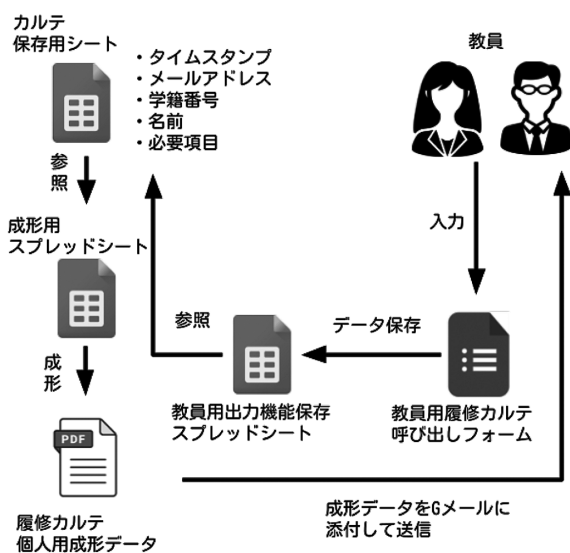 カルテ
保存用シート
・タイムスタンプ
・メールアドレス
・学籍番号
・名前
・必要項目
教員
参
照
入力
成形用
スプレッドシート
参照
データ保存
成
形
教員用出力機能保存
スプレッドシート
教員用履修カルテ
呼び出しフォーム
PDF
履修カルテ
個人用成形データ
成形データをGメールに
添付して送信